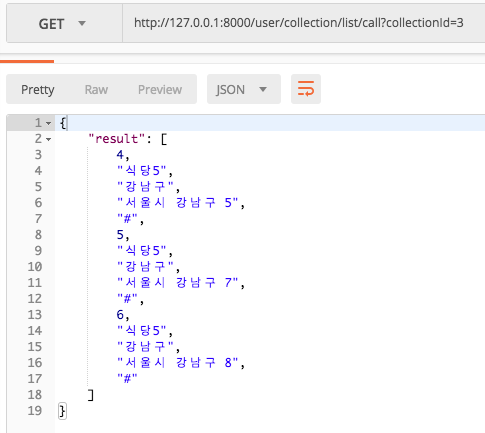 GET http://127.0.0.1:8000/user/collection/list/call?collectionId=3
Pretty Raw Preview JSON
1 {
2 "result": [
3 4,
4 "식당5",
5 "강남구",
6 "서울시 강남구 5",
7 "#",
8 5,
9 "식당5",
10 "강남구",
11 "서울시 강남구 7",
12 "#",
13 6,
14 "식당5",
15 "강남구",
16 "서울시 강남구 8",
17 "#"
18 ]
19 }